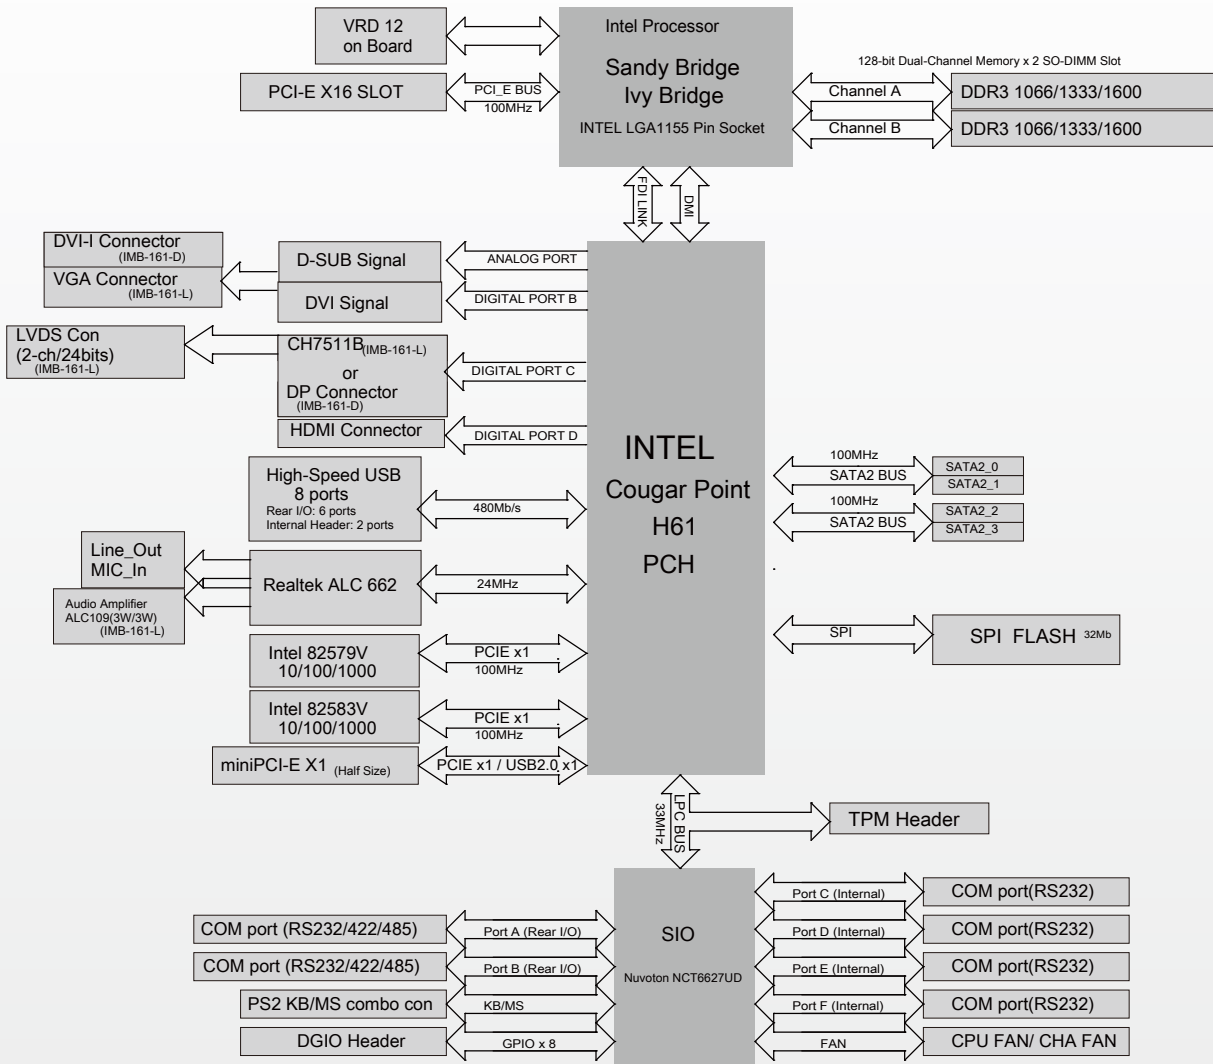 VRD 12
on Board
Intel Processor
Sandy Bridge
Ivy Bridge
INTEL LGA1155 Pin Socket
128-bit Dual-Channel Memory x 2 SO-DIMM Slot
PCI-E X16 SLOT
PCI_E BUS
100MHz
Channel A
DDR3 1066/1333/1600
Channel B
DDR3 1066/1333/1600
FDI LINK
DMI
DVI-I Connector
(IMB-161-D)
VGA Connector
(IMB-161-L)
D-SUB Signal
ANALOG PORT
DVI Signal
DIGITAL PORT B
LVDS Con
(2-ch/24bits)
(IMB-161-L)
CH7511B (IMB-161-L)
or
DP Connector
(IMB-161-D)
DIGITAL PORT C
HDMI Connector
DIGITAL PORT D
INTEL
Cougar Point
H61
PCH
100MHz
SATA2 BUS
SATA2_0
SATA2_1
100MHz
SATA2 BUS
SATA2_2
SATA2_3
High-Speed USB
8 ports
Rear I/O: 6 ports
Internal Header: 2 ports
480Mb/s
Line_Out
MIC_In
Audio Amplifier
ALC109(3W/3W)
(IMB-161-L)
Realtek ALC 662
24MHz
SPI
SPI FLASH 32Mb
Intel 82579V
10/100/1000
PCIE x1
100MHz
Intel 82583V
10/100/1000
PCIE x1
100MHz
miniPCI-E X1 (Half Size)
PCIE x1 / USB2.0 x1
LPC BUS
33MHz
TPM Header
SIO
Nuvoton NCT6627UD
COM port (RS232/422/485)
Port A (Rear I/O)
COM port (RS232/422/485)
Port B (Rear I/O)
PS2 KB/MS combo con
KB/MS
DGIO Header
GPIO x 8
Port C (Internal)
COM port(RS232)
Port D (Internal)
COM port(RS232)
Port E (Internal)
COM port(RS232)
Port F (Internal)
COM port(RS232)
FAN
CPU FAN/ CHA FAN